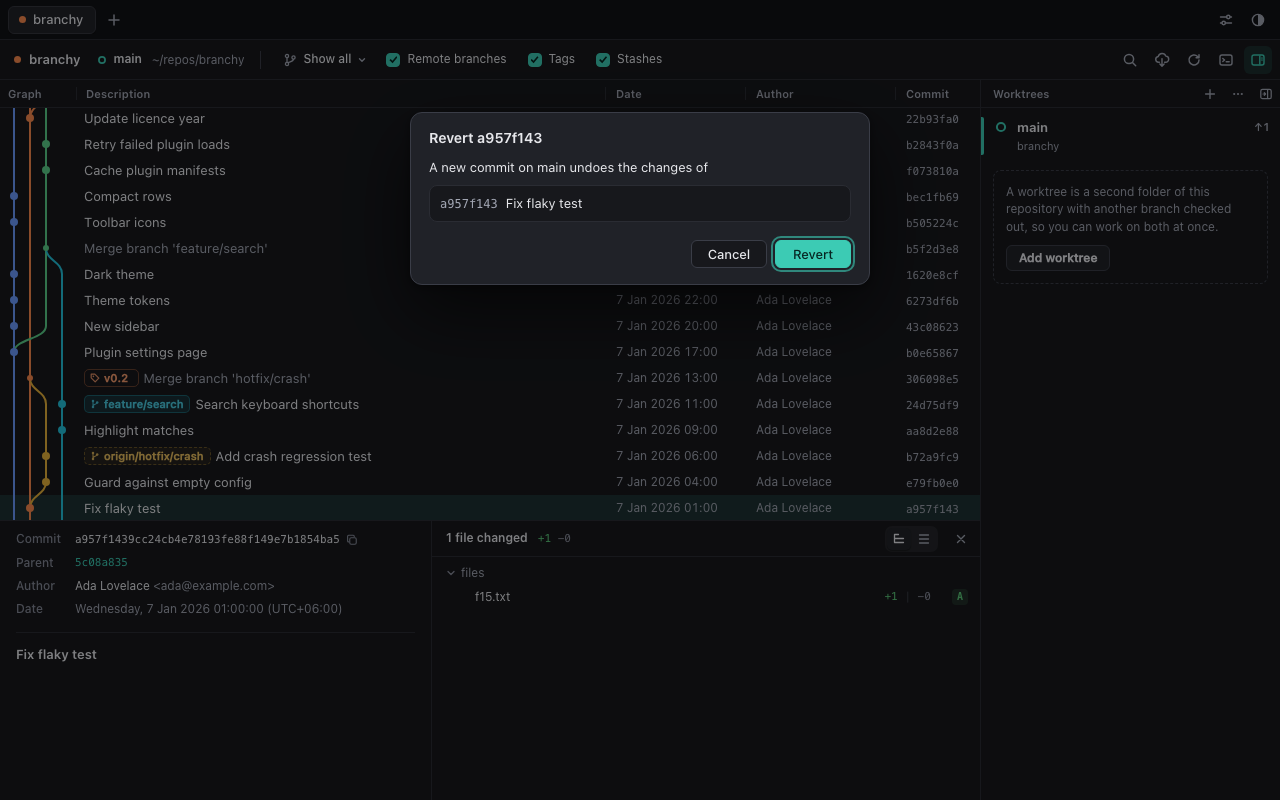 branchy
branchy main ~/repos/branchy Show all Remote branches Tags Stashes
Graph Description Date Author Commit Worktrees
Update licence year 22b93fa0
Retry failed plugin loads b2843f0a
Cache plugin manifests f073810a
Compact rows bec1fb69
Toolbar icons b505224c
Merge branch 'feature/search' b5f2d3e8
Dark theme 1620e8cf
Theme tokens 7 Jan 2026 22:00 Ada Lovelace 6273df6b
New sidebar 7 Jan 2026 20:00 Ada Lovelace 43c08623
Plugin settings page 7 Jan 2026 17:00 Ada Lovelace b0e65867
v0.2 Merge branch 'hotfix/crash' 7 Jan 2026 13:00 Ada Lovelace 306098e5
feature/search Search keyboard shortcuts 7 Jan 2026 11:00 Ada Lovelace 24d75df9
Highlight matches 7 Jan 2026 09:00 Ada Lovelace aa8d2e88
origin/hotfix/crash Add crash regression test 7 Jan 2026 06:00 Ada Lovelace b72a9fc9
Guard against empty config 7 Jan 2026 04:00 Ada Lovelace e79fb0e0
Fix flaky test 7 Jan 2026 01:00 Ada Lovelace a957f143
Revert a957f143
A new commit on main undoes the changes of
a957f143 Fix flaky test
Cancel Revert
main ↑1
branchy
A worktree is a second folder of this
repository with another branch checked
out, so you can work on both at once.
Add worktree
Commit a957f1439cc24cb4e78193fe88f149e7b1854ba5
Parent 5c08a835
Author Ada Lovelace <ada@example.com>
Date Wednesday, 7 Jan 2026 01:00:00 (UTC+06:00)
Fix flaky test
1 file changed +1 −0
files
f15.txt +1 −0 A